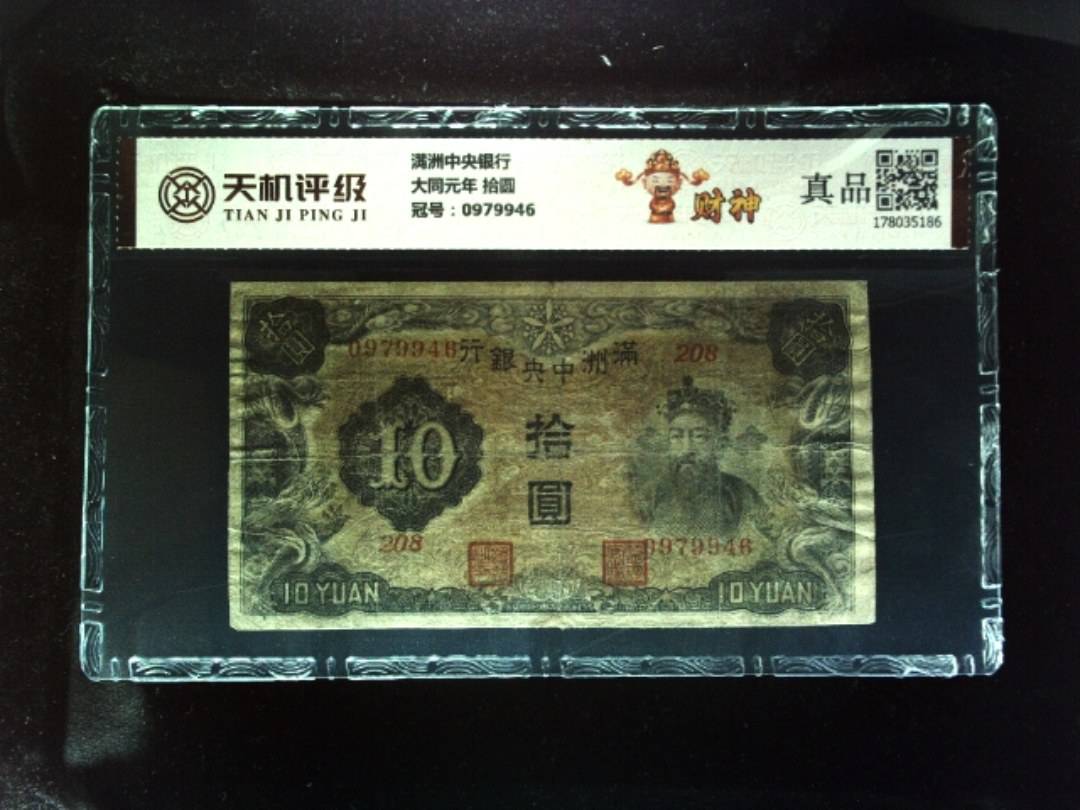 天机评级
TIAN JI PING JI
满洲中央银行
大同元年 拾圆
冠号：0979946
财神
真品
178035186
拾圓
拾圓
0979946
行銀央中洲滿
208
10
拾
圓
208
0979946
10 YUAN
10 YUAN